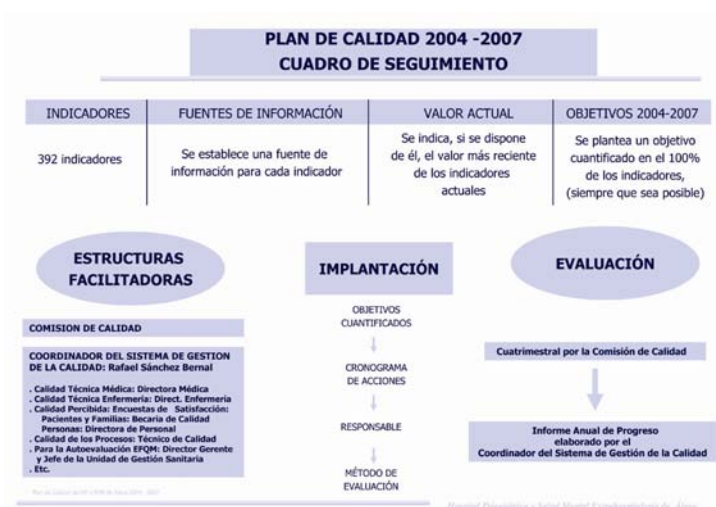 PLAN DE CALIDAD 2004 -2007
CUADRO DE SEGUIMIENTO
INDICADORES
FUENTES DE INFORMACIÓN
VALOR ACTUAL
OBJETIVOS 2004-2007
392 indicadores
Se establece una fuente de
información para cada indicador
Se indica, si se dispone
de él, el valor más reciente
de los indicadores
actuales
Se plantea un objetivo
cuantificado en el 100%
de los indicadores,
(siempre que sea posible)
ESTRUCTURAS
FACILITADORAS
COMISION DE CALIDAD
COORDINADOR DEL SISTEMA DE GESTION
DE LA CALIDAD: Rafael Sánchez Bernal
. Calidad Técnica Médica: Directora Médica
. Calidad Técnica Enfermería: Direct. Enfermería
. Calidad Percibida: Encuestas de Satisfacción:
Pacientes y Familias: Becaria de Calidad
Personas: Directora de Personal
. Calidad de los Procesos: Técnico de Calidad
. Para la Autoevaluación EFQM: Director Gerente
y Jefe de la Unidad de Gestión Sanitaria
. Etc.
IMPLANTACIÓN
OBJETIVOS
CUANTIFICADOS
CRONOGRAMA
DE ACCIONES
RESPONSABLE
MÉTODO DE
EVALUACIÓN
EVALUACIÓN
Cuatrimestral por la Comisión de Calidad
Informe Anual de Progreso
elaborado por el
Coordinador del Sistema de Gestión de la Calidad